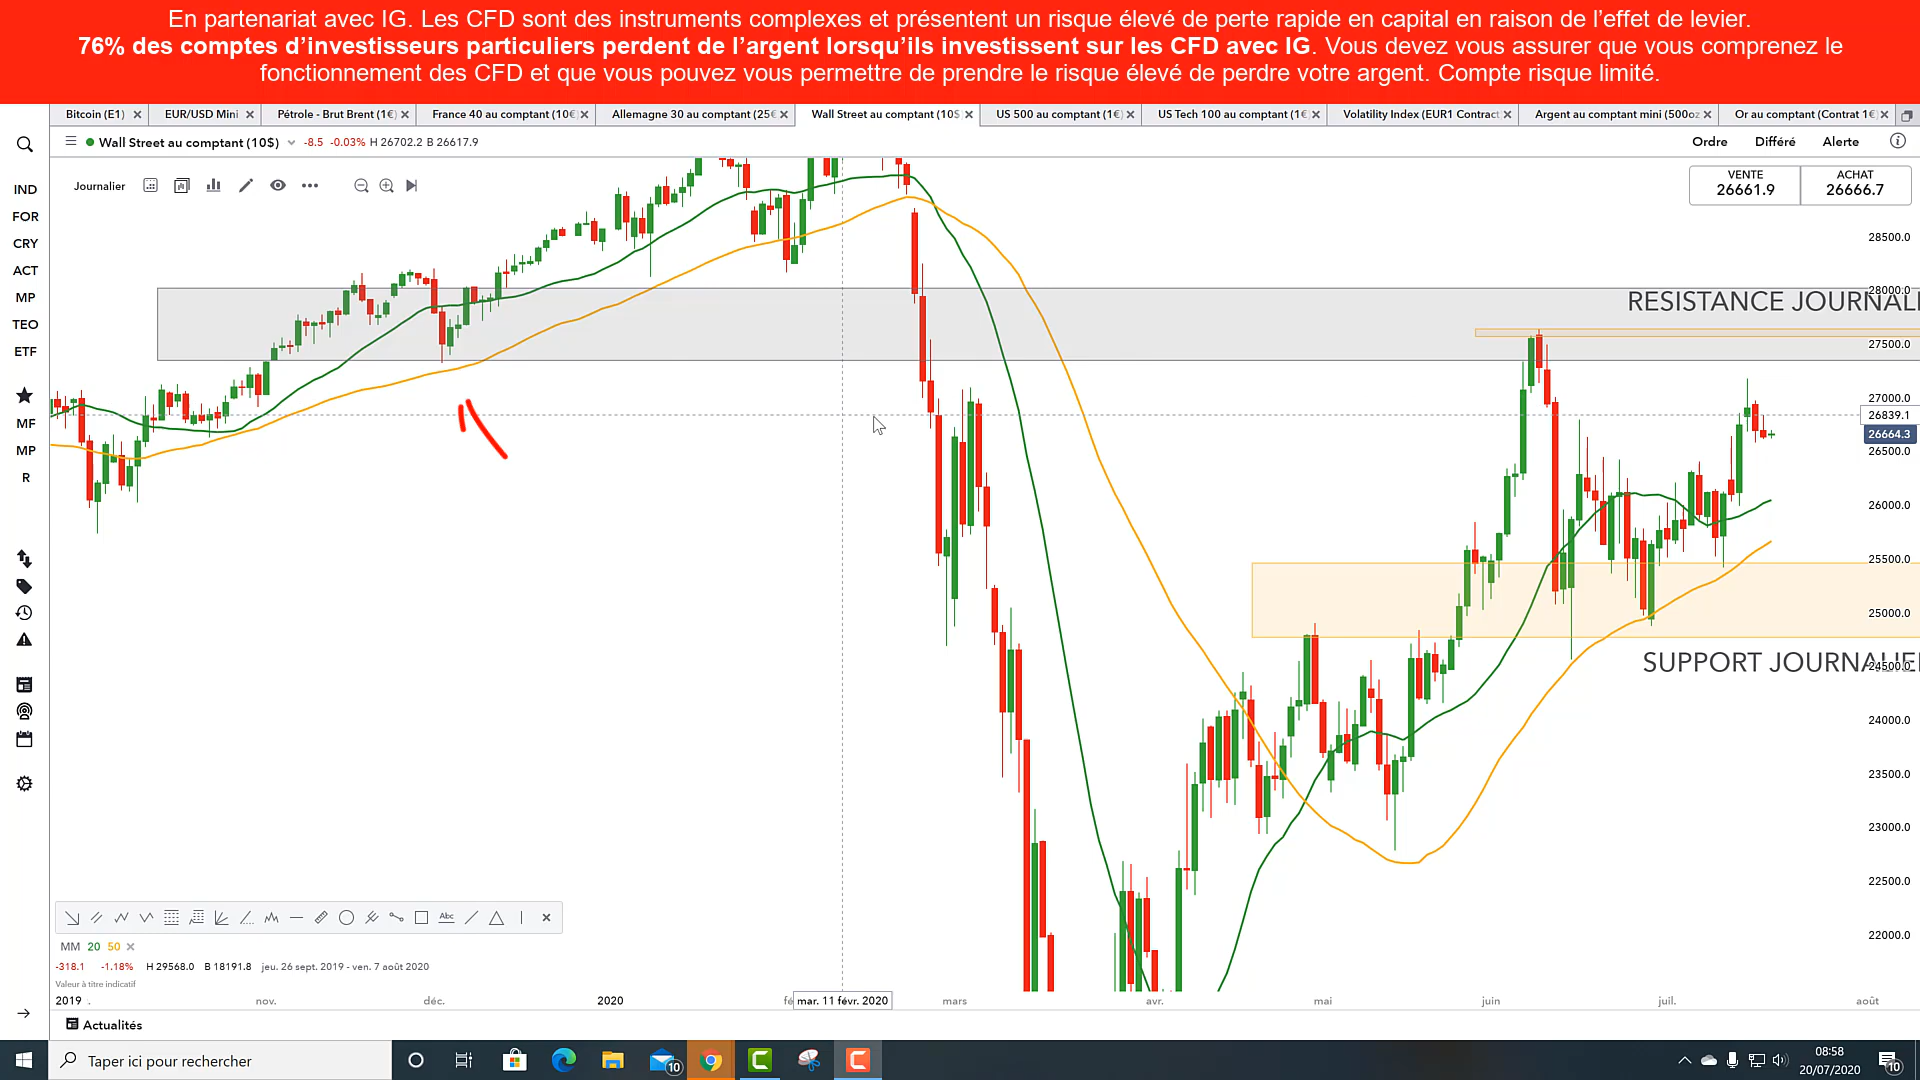 En partenariat avec IG. Les CFD sont des instruments complexes et présentent un risque élevé de perte rapide en capital en raison de l'effet de levier.
76% des comptes d'investisseurs particuliers perdent de l'argent lorsqu'ils investissent sur les CFD avec IG. Vous devez vous assurer que vous comprenez le
fonctionnement des CFD et que vous pouvez vous permettre de prendre le risque élevé de perdre votre argent. Compte risque limité.
Bitcoin (E1) EUR/USD Mini Pétrole - Brut Brent (1€) France 40 au comptant (10€) Allemagne 30 au comptant (25€ Wall Street au comptant (10$) US 500 au comptant (1€) US Tech 100 au comptant (1€) Volatility Index (EUR1 Contract) Argent au comptant mini (500oz Or au comptant (Contrat 1€)
Wall Street au comptant (10$) -8.5 -0.03% H 26702.2 B 26617.9 Ordre Différé Alerte
Journalier
VENTE
26661.9
ACHAT
26666.7
IND
FOR
CRY
ACT
MP
TEO
ETF
MF
MP
R
28500.0
28000.0
RESISTANCE JOURNALI
27500.0
27000.0
26839.1
26664.3
26500.0
26000.0
25500.0
25000.0
SUPPORT JOURNALIE
24500.0
24000.0
23500.0
23000.0
22500.0
22000.0
Abc
MM 20 50
-318.1 -1.18% H 29568.0 B 18191.8 jeu. 26 sept. 2019 - ven. 7 août 2020
Valeur à titre indicatif
2019 nov. déc. 2020 fé mar. 11 févr. 2020 mars avr. mai juin juil. août
Actualités
Taper ici pour rechercher
10
08:58
20/07/2020
10